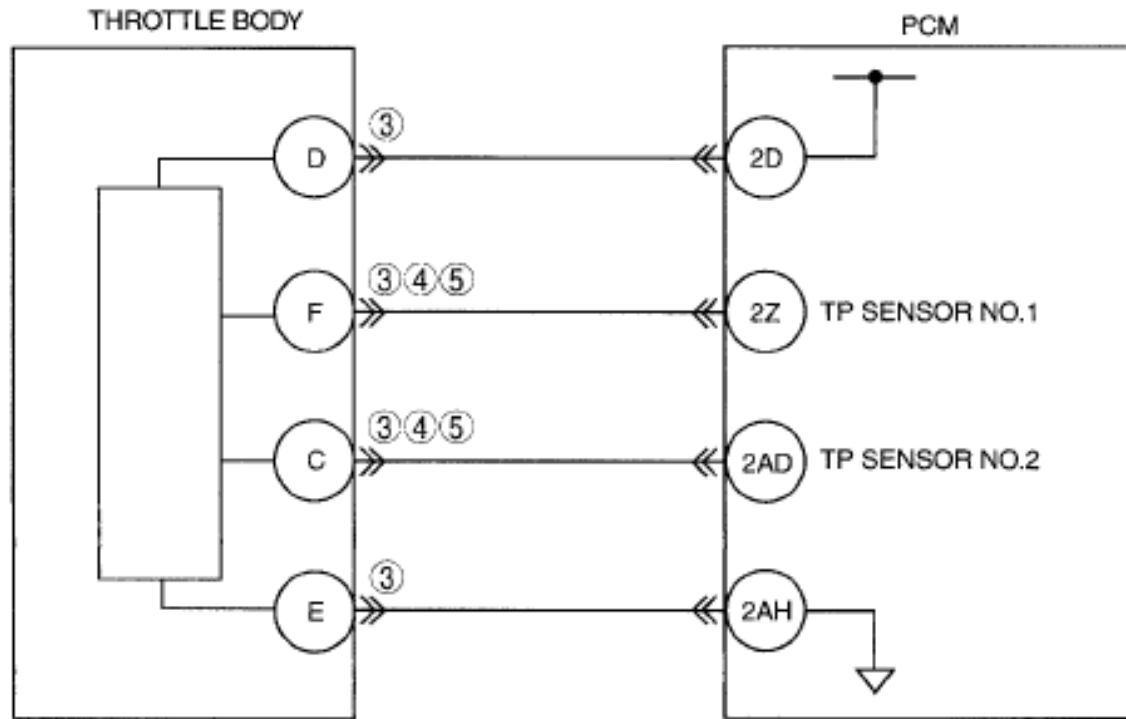 THROTTLE BODY
PCM
③
D
2D
③④⑤
F
2Z
TP SENSOR NO.1
③④⑤
C
2AD
TP SENSOR NO.2
③
E
2AH